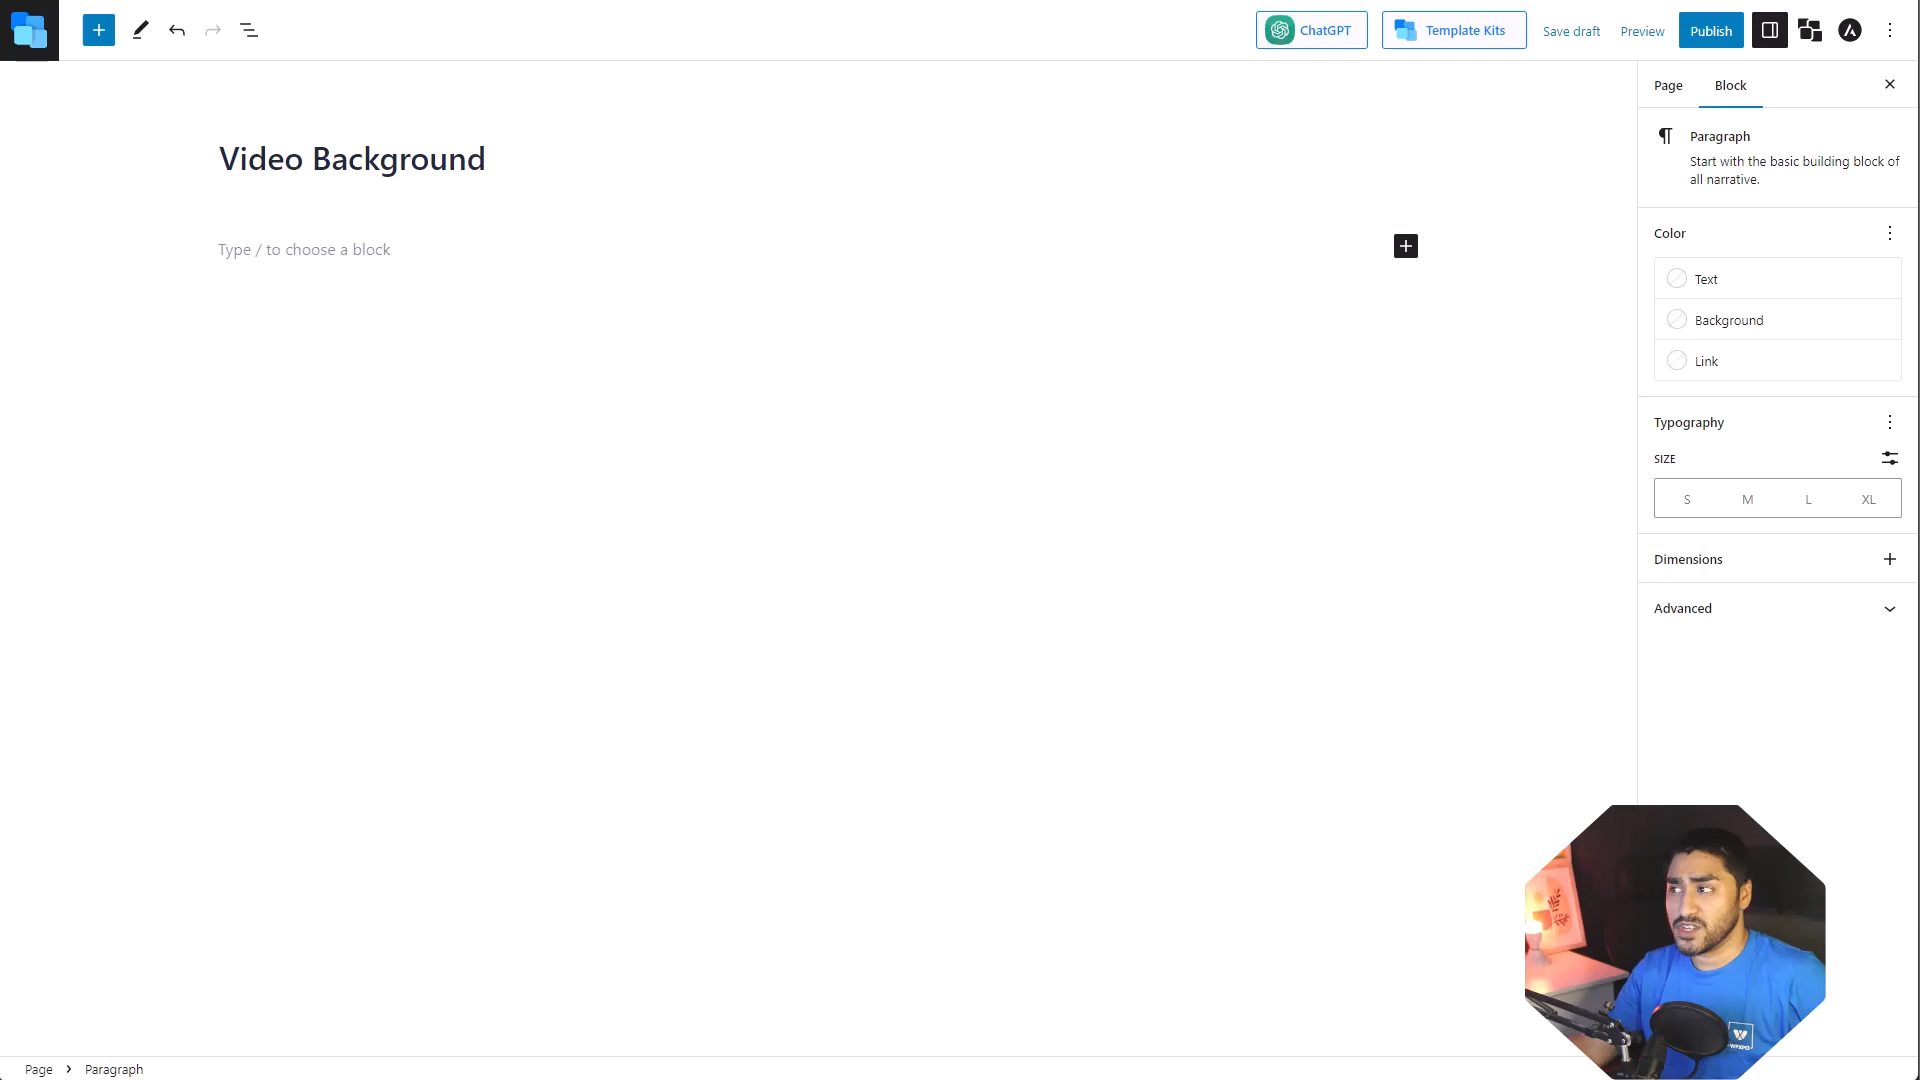 ChatGPT
Template Kits
Save draft
Preview
Publish
Page
Block
Video Background
Type / to choose a block
Paragraph
Start with the basic building block of
all narrative.
Color
Text
Background
Link
Typography
SIZE
S M L XL
Dimensions
Advanced
WPXPO
Page › Paragraph